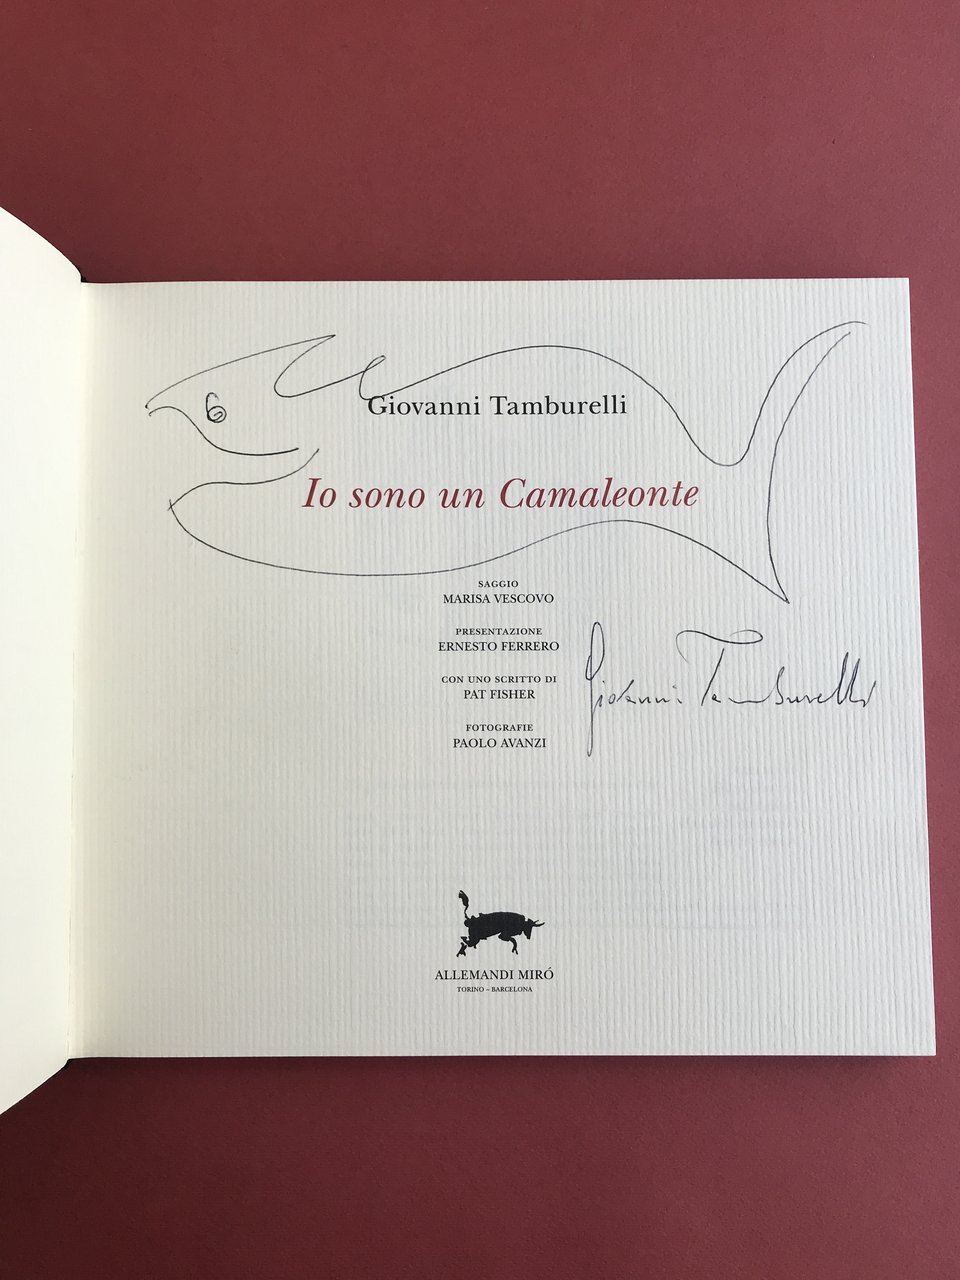 Giovanni Tamburelli
Io sono un Camaleonte
SAGGIO
MARISA VESCOVO
PRESENTAZIONE
ERNESTO FERRERO
CON UNO SCRITTO DI
PAT FISHER
FOTOGRAFIE
PAOLO AVANZI
Giovanni Tamburelli
ALLEMANDI MIRÓ
TORINO – BARCELONA